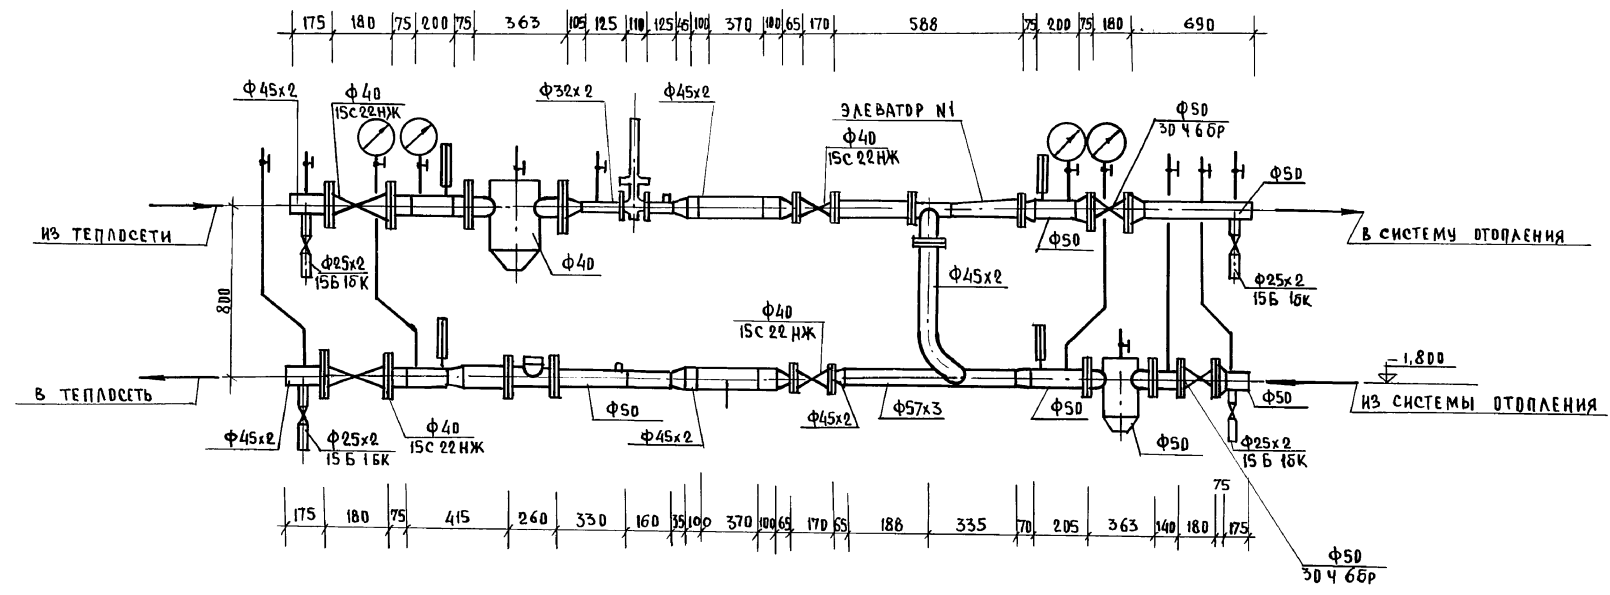 175 180 75 200 75 363 105 125 110 125 45 100 370 100 65 170 588 75 200 75 180 690
Ф45х2
Ф40
15с22нж
Ф32х2
Ф45х2
ЭЛЕВАТОР N1
Ф40
15с22нж
Ф50
30ч6бр
Ф50
ИЗ ТЕПЛОСЕТИ
Ф25х2
15Б1бк
Ф40
Ф50
Ф45х2
В СИСТЕМУ ОТОПЛЕНИЯ
Ф25х2
15Б1бк
800
Ф40
15с22нж
-1,800
В ТЕПЛОСЕТЬ
Ф45х2
Ф25х2
15Б1бк
Ф40
15с22нж
Ф50
Ф45х2
Ф45х2
Ф57х3
Ф50
Ф50
Ф50
Ф25х2
15Б1бк
ИЗ СИСТЕМЫ ОТОПЛЕНИЯ
75
175 180 75 415 260 330 160 35 100 370 100 65 170 65 188 335 70 205 363 140 180 175
Ф50
30ч6бр